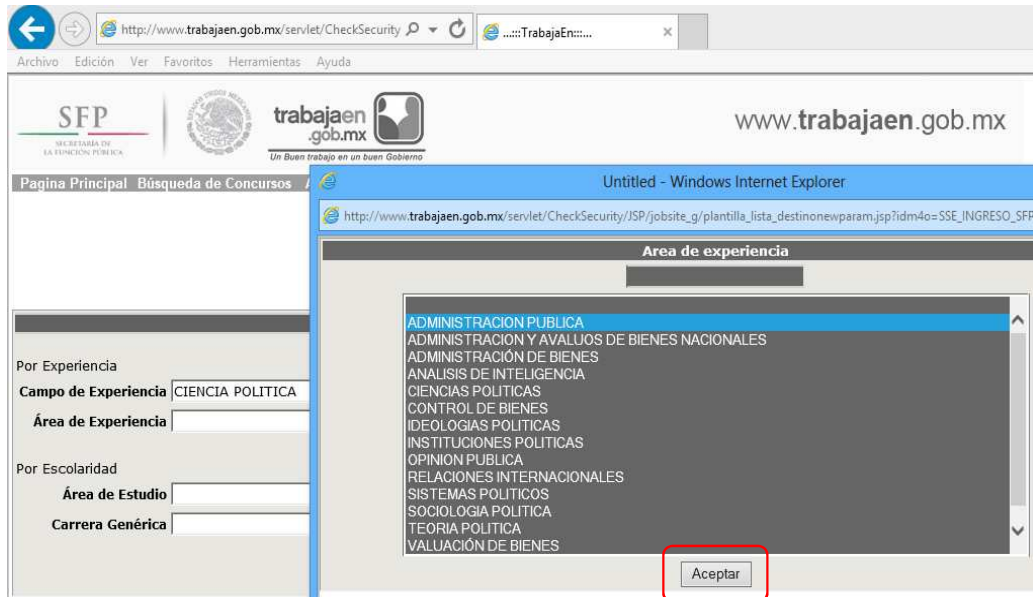 http://www.trabajaen.gob.mx/servlet/CheckSecurity
...:::TrabajaEn:::...
Archivo Edición Ver Favoritos Herramientas Ayuda
SFP
SECRETARÍA DE
LA FUNCIÓN PÚBLICA
trabajaen
.gob.mx
Un Buen trabajo en un buen Gobierno
www.trabajaen.gob.mx
Pagina Principal Búsqueda de Concursos
Untitled - Windows Internet Explorer
http://www.trabajaen.gob.mx/servlet/CheckSecurity/JSP/jobsite_g/plantilla_lista_destinonewparam.jsp?idm4o=SSE_INGRESO_SFP
Area de experiencia
ADMINISTRACION PUBLICA
ADMINISTRACION Y AVALUOS DE BIENES NACIONALES
ADMINISTRACIÓN DE BIENES
ANALISIS DE INTELIGENCIA
CIENCIAS POLITICAS
CONTROL DE BIENES
IDEOLOGIAS POLITICAS
INSTITUCIONES POLITICAS
OPINION PUBLICA
RELACIONES INTERNACIONALES
SISTEMAS POLITICOS
SOCIOLOGIA POLITICA
TEORIA POLITICA
VALUACIÓN DE BIENES
Aceptar
Por Experiencia
Campo de Experiencia CIENCIA POLITICA
Área de Experiencia
Por Escolaridad
Área de Estudio
Carrera Genérica